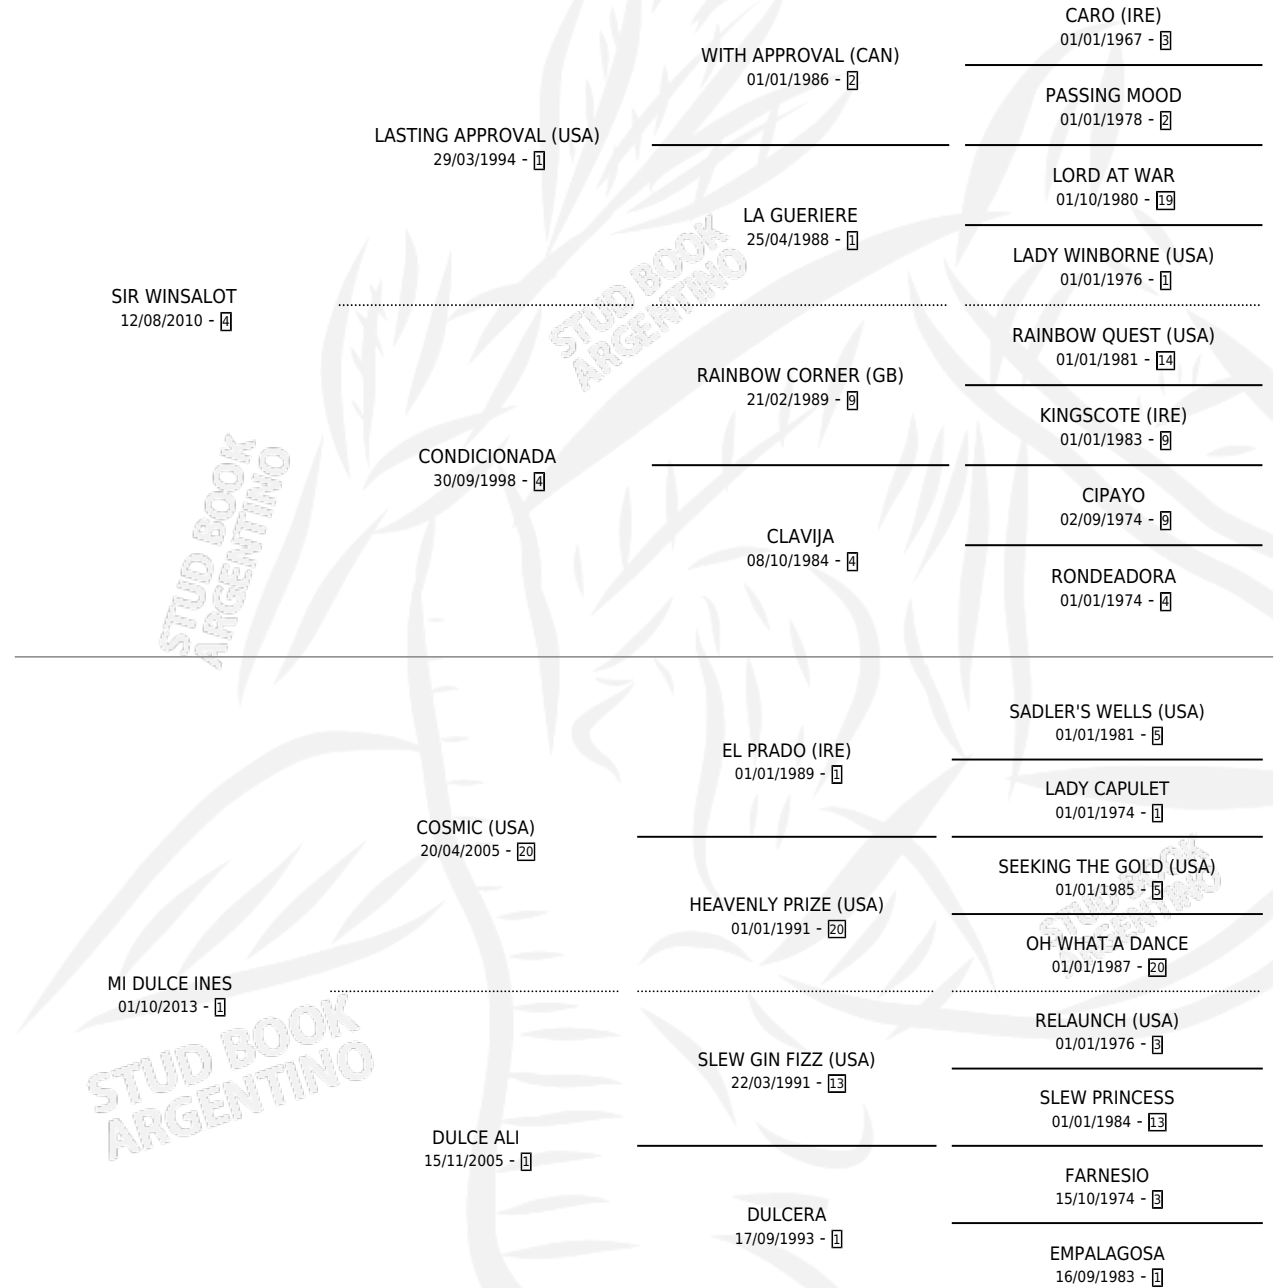 CARO (IRE)
01/01/1967 - 3
WITH APPROVAL (CAN)
01/01/1986 - 2
PASSING MOOD
01/01/1978 - 2
LASTING APPROVAL (USA)
29/03/1994 - 1
LORD AT WAR
01/10/1980 - 19
LA GUERIERE
25/04/1988 - 1
LADY WINBORNE (USA)
01/01/1976 - 1
SIR WINSALOT
12/08/2010 - 4
STUD BOOK
ARGENTINO
RAINBOW QUEST (USA)
01/01/1981 - 14
RAINBOW CORNER (GB)
21/02/1989 - 9
KINGSCOTE (IRE)
01/01/1983 - 9
CONDICIONADA
30/09/1998 - 4
STUD BOOK
ARGENTINO
CIPAYO
02/09/1974 - 9
CLAVIJA
08/10/1984 - 4
RONDEADORA
01/01/1974 - 4
SADLER'S WELLS (USA)
01/01/1981 - 5
EL PRADO (IRE)
01/01/1989 - 1
LADY CAPULET
01/01/1974 - 1
COSMIC (USA)
20/04/2005 - 20
SEEKING THE GOLD (USA)
01/01/1985 - 5
HEAVENLY PRIZE (USA)
01/01/1991 - 20
STUD BOOK
ARGENTINO
OH WHAT A DANCE
01/01/1987 - 20
MI DULCE INES
01/10/2013 - 1
STUD BOOK
ARGENTINO
RELAUNCH (USA)
01/01/1976 - 3
SLEW GIN FIZZ (USA)
22/03/1991 - 13
SLEW PRINCESS
01/01/1984 - 13
DULCE ALI
15/11/2005 - 1
FARNESIO
15/10/1974 - 3
DULCERA
17/09/1993 - 1
EMPALAGOSA
16/09/1983 - 1